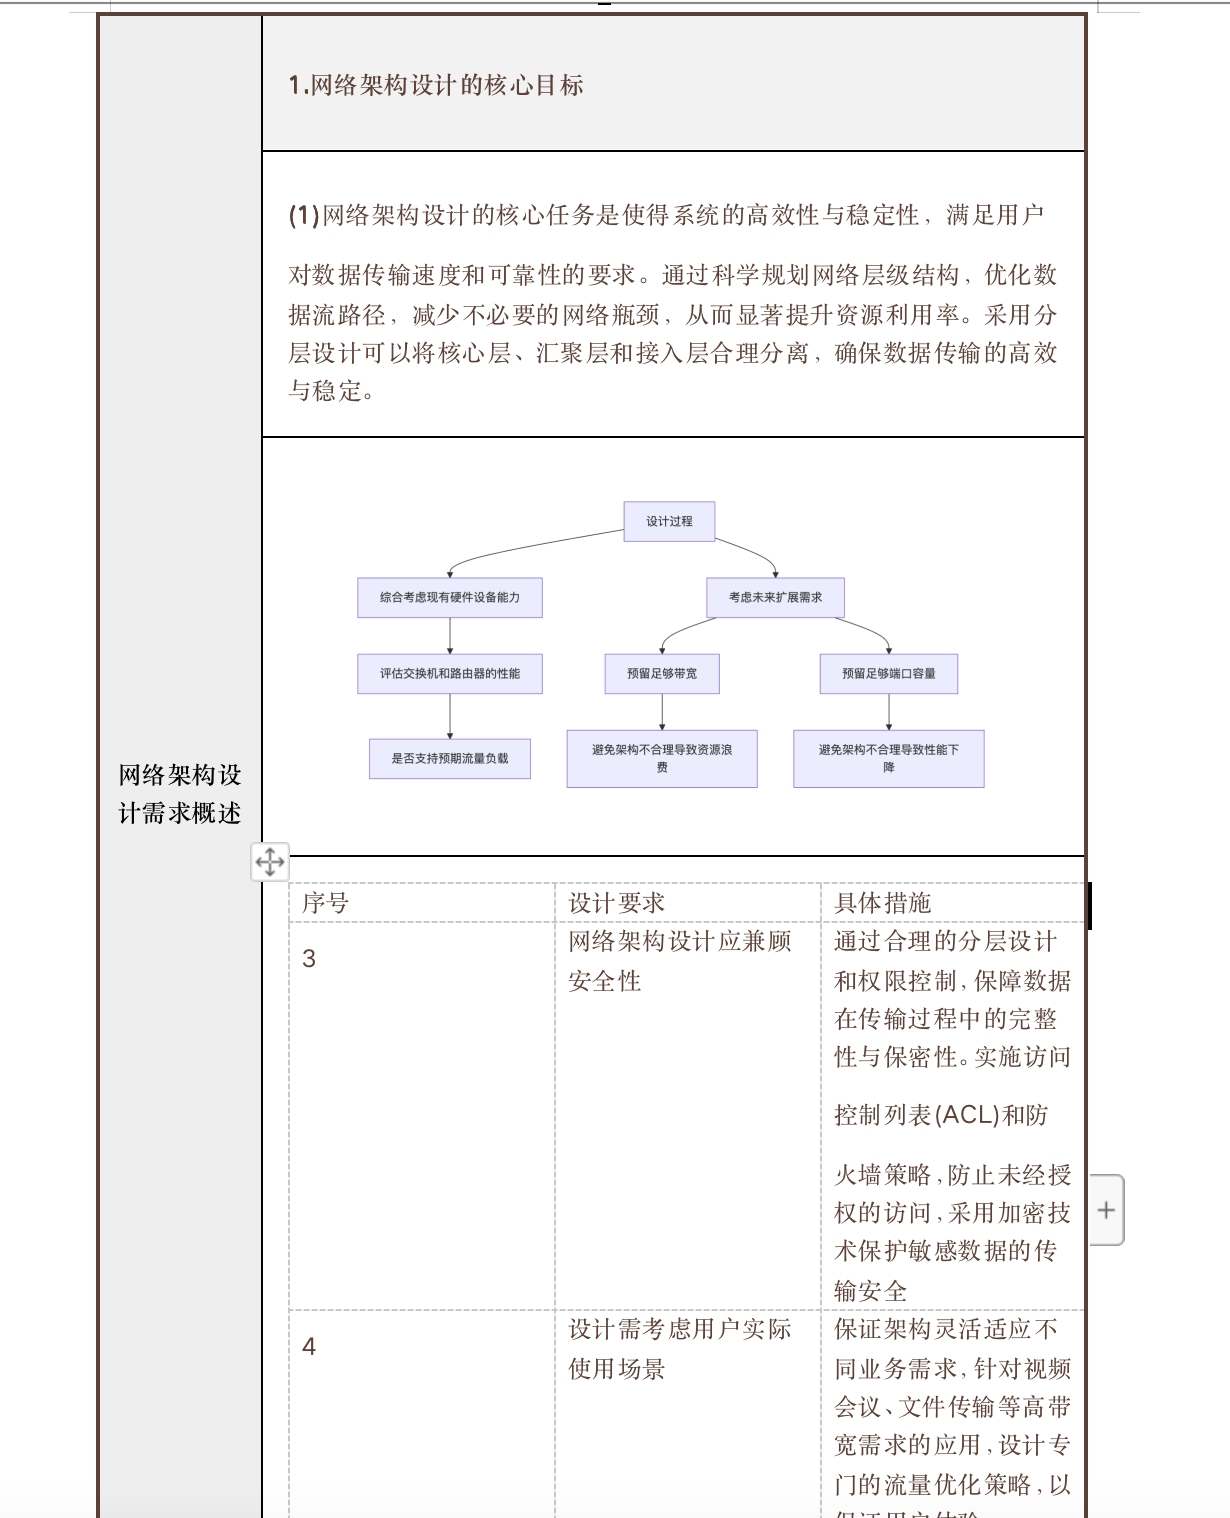 1.网络架构设计的核心目标
(1)网络架构设计的核心任务是使得系统的高效性与稳定性，满足用户
对数据传输速度和可靠性的要求。通过科学规划网络层级结构，优化数
据流路径，减少不必要的网络瓶颈，从而显著提升资源利用率。采用分
层设计可以将核心层、汇聚层和接入层合理分离，确保数据传输的高效
与稳定。
设计过程
综合考虑现有硬件设备能力
考虑未来扩展需求
评估交换机和路由器的性能
预留足够带宽
预留足够端口容量
是否支持预期流量负载
避免架构不合理导致资源浪
费
避免架构不合理导致性能下
降
网络架构设
计需求概述
序号
设计要求
具体措施
3
网络架构设计应兼顾
安全性
通过合理的分层设计
和权限控制，保障数据
在传输过程中的完整
性与保密性。实施访问
控制列表(ACL)和防
火墙策略，防止未经授
权的访问，采用加密技
术保护敏感数据的传
输安全
4
设计需考虑用户实际
使用场景
保证架构灵活适应不
同业务需求，针对视频
会议、文件传输等高带
宽需求的应用，设计专
门的流量优化策略，以